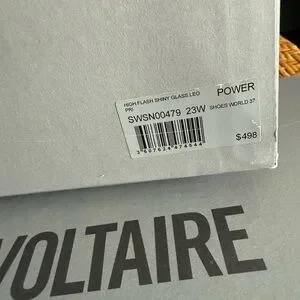 HIGH FLASH SHINY GLASS LEO
PRI
POWER
SWSN00479 23W
SHOES WORLD 37
$498
VOLTAIRE